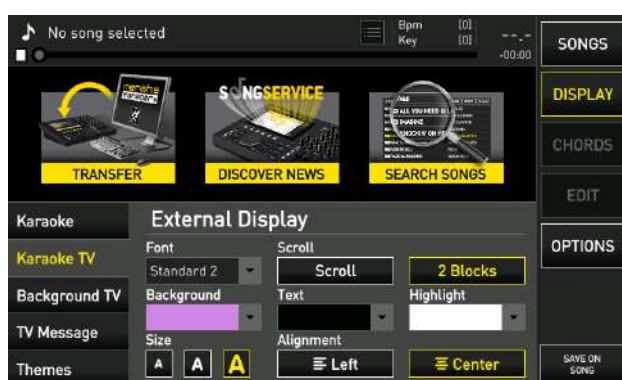 No song selected
Bpm [0]
Key [0]
--.-
-00:00
SONGS
DISPLAY
CHORDS
EDIT
OPTIONS
SAVE ON
SONG
SONGSERVICE
TRANSFER
DISCOVER NEWS
SEARCH SONGS
Karaoke
Karaoke TV
Background TV
TV Message
Themes
External Display
Font
Standard 2
Scroll
Scroll
2 Blocks
Background
Text
Highlight
Size
A A A
Alignment
Left
Center